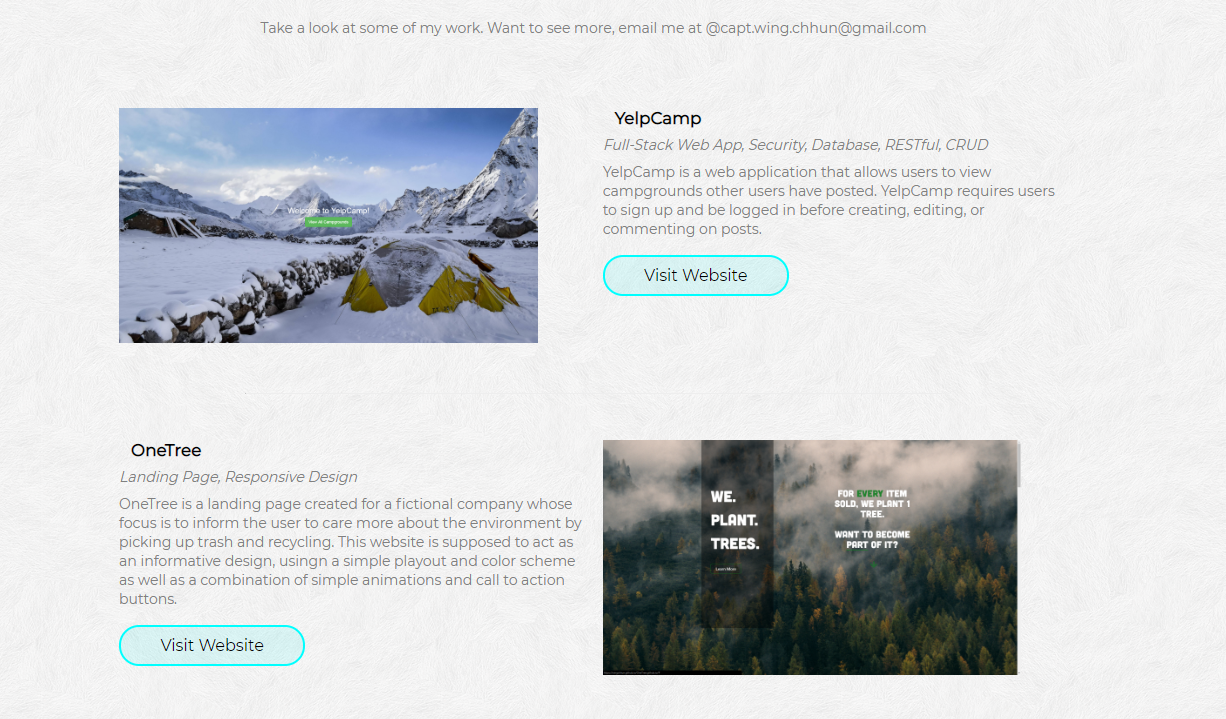 Take a look at some of my work. Want to see more, email me at @capt.wing.chhun@gmail.com
Welcome to YelpCamp!
View All Campgrounds
YelpCamp
Full-Stack Web App, Security, Database, RESTful, CRUD
YelpCamp is a web application that allows users to view
campgrounds other users have posted. YelpCamp requires users
to sign up and be logged in before creating, editing, or
commenting on posts.
Visit Website
OneTree
Landing Page, Responsive Design
OneTree is a landing page created for a fictional company whose
focus is to inform the user to care more about the environment by
picking up trash and recycling. This website is supposed to act as
an informative design, usingn a simple playout and color scheme
as well as a combination of simple animations and call to action
buttons.
Visit Website
WE.
PLANT.
TREES.
Learn More
FOR EVERY ITEM
SOLD, WE PLANT 1
TREE.
WANT TO BECOME
PART OF IT?